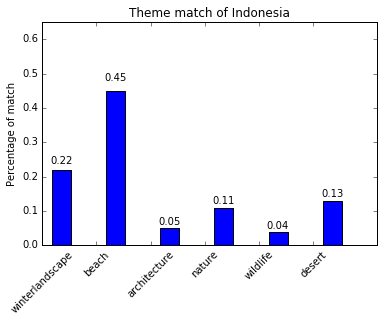 Theme match of Indonesia
Percentage of match
0.6
0.5
0.4
0.3
0.2
0.1
0.0
0.22
0.45
0.05
0.11
0.04
0.13
winterlandscape
beach
architecture
nature
wildlife
desert